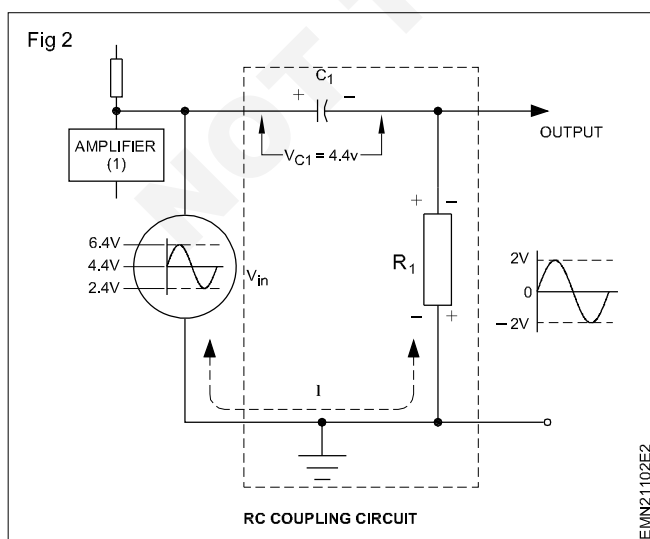 Fig 2
C1
+ −
OUTPUT
AMPLIFIER
(1)
VC1 = 4.4v
6.4V
4.4V
2.4V
Vin
+ −
R1
− +
2V
0
− 2V
I
RC COUPLING CIRCUIT
EMN21102E2
NOT